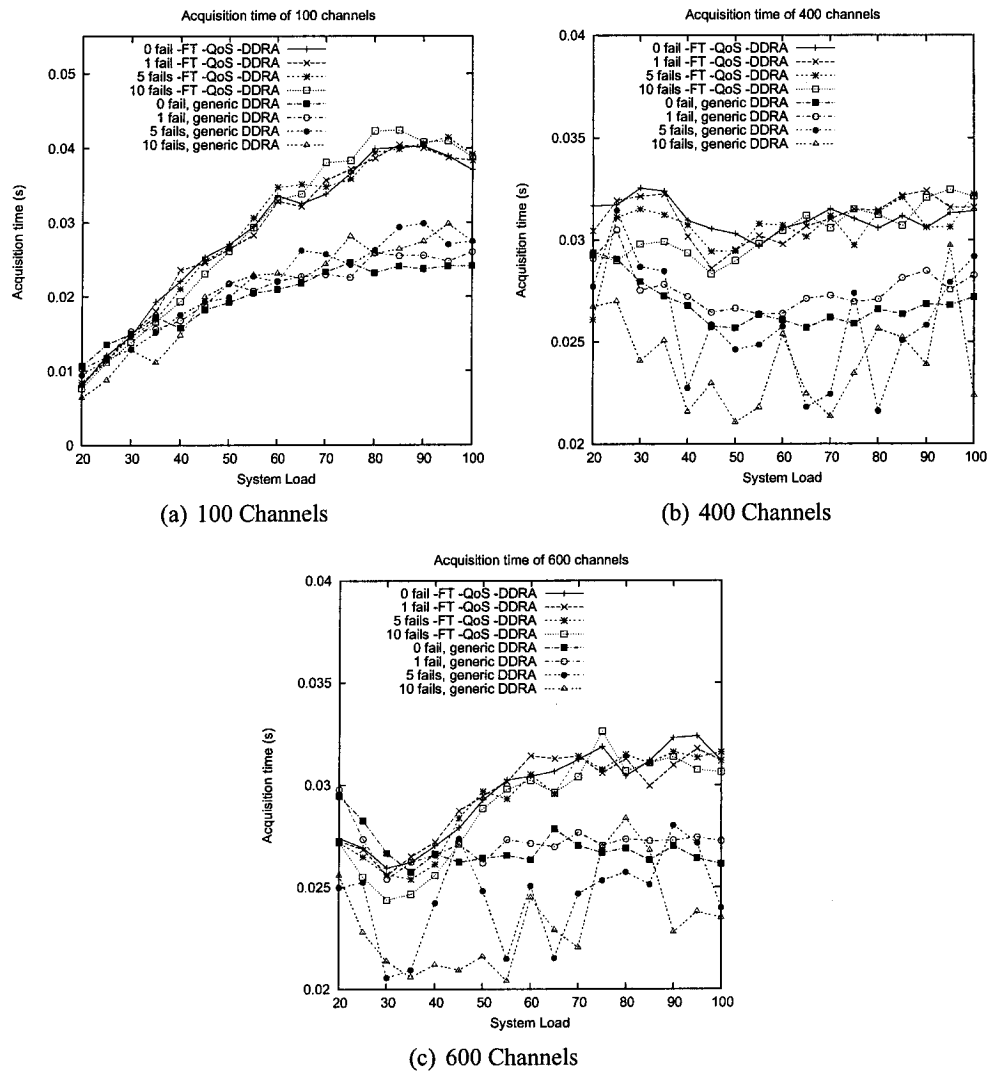 Acquisition time of 100 channels
0.05
0.04
0.03
0.02
0.01
0
Acquisition time (s)
0 fail -FT -QoS -DDRA
1 fail -FT -QoS -DDRA
5 fails -FT -QoS -DDRA
10 fails -FT -QoS -DDRA
0 fail, generic DDRA
1 fail, generic DDRA
5 fails, generic DDRA
10 fails, generic DDRA
20 30 40 50 60 70 80 90 100
System Load
(a) 100 Channels
Acquisition time of 400 channels
0.04
0.035
0.03
0.025
0.02
Acquisition time (s)
0 fail -FT -QoS -DDRA
1 fail -FT -QoS -DDRA
5 fails -FT -QoS -DDRA
10 fails -FT -QoS -DDRA
0 fail, generic DDRA
1 fail, generic DDRA
5 fails, generic DDRA
10 fails, generic DDRA
20 30 40 50 60 70 80 90 100
System Load
(b) 400 Channels
Acquisition time of 600 channels
0.04
0.035
0.03
0.025
0.02
Acquisition time (s)
0 fail -FT -QoS -DDRA
1 fail -FT -QoS -DDRA
5 fails -FT -QoS -DDRA
10 fails -FT -QoS -DDRA
0 fail, generic DDRA
1 fail, generic DDRA
5 fails, generic DDRA
10 fails, generic DDRA
20 30 40 50 60 70 80 90 100
System Load
(c) 600 Channels